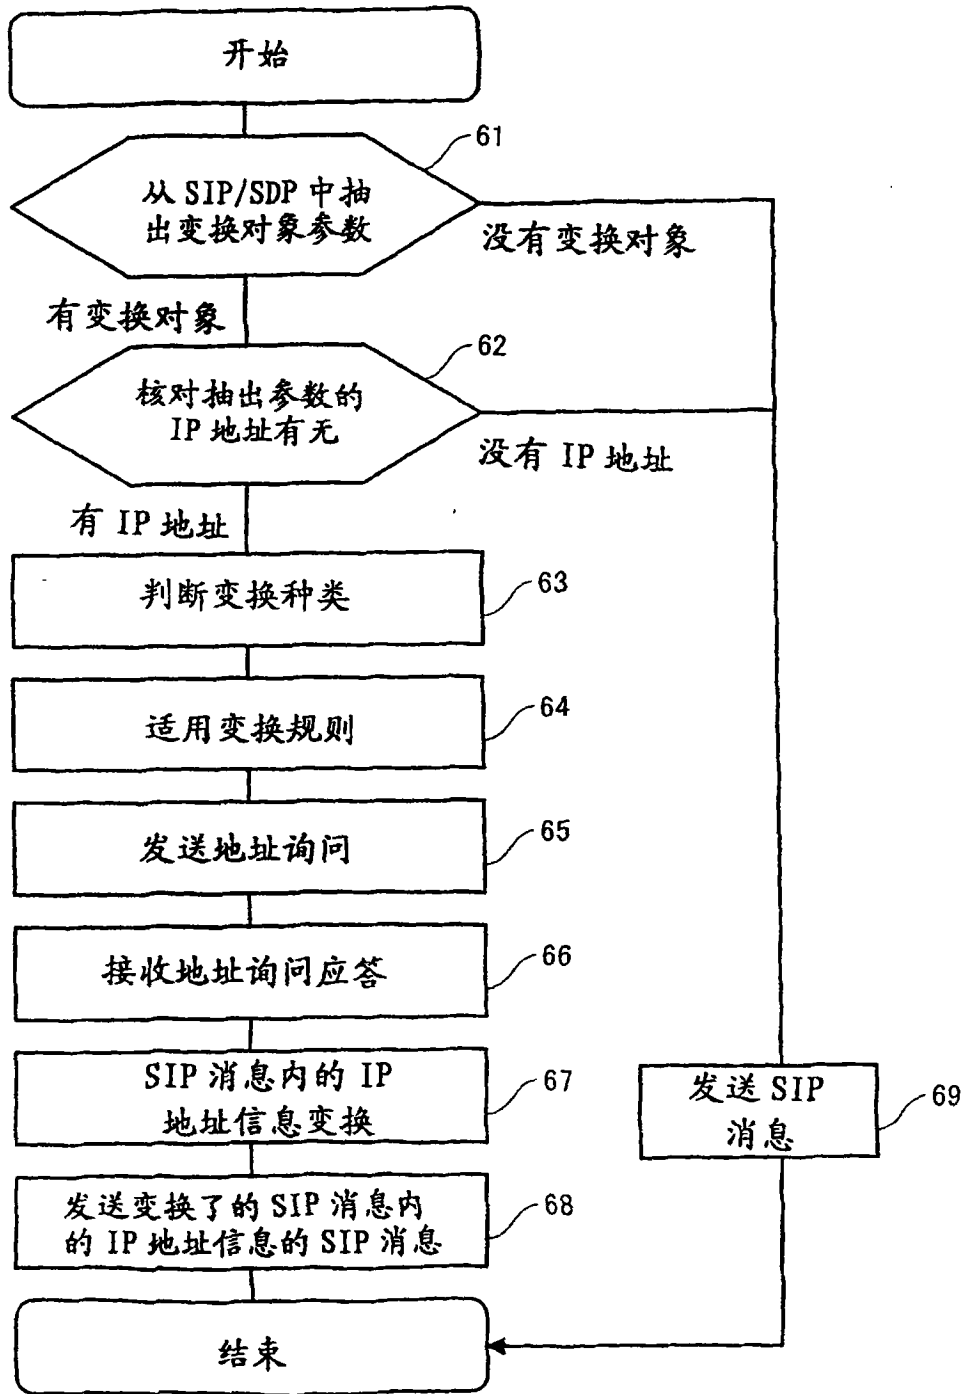 开始
61
从 SIP/SDP 中抽
出变换对象参数
没有变换对象
有变换对象
62
核对抽出参数的
IP 地址有无
没有 IP 地址
有 IP 地址
判断变换种类
63
适用变换规则
64
发送地址询问
65
接收地址询问应答
66
SIP 消息内的 IP
地址信息变换
67
发送 SIP
消息
69
发送变换了的 SIP 消息内
的 IP 地址信息的 SIP 消息
68
结束